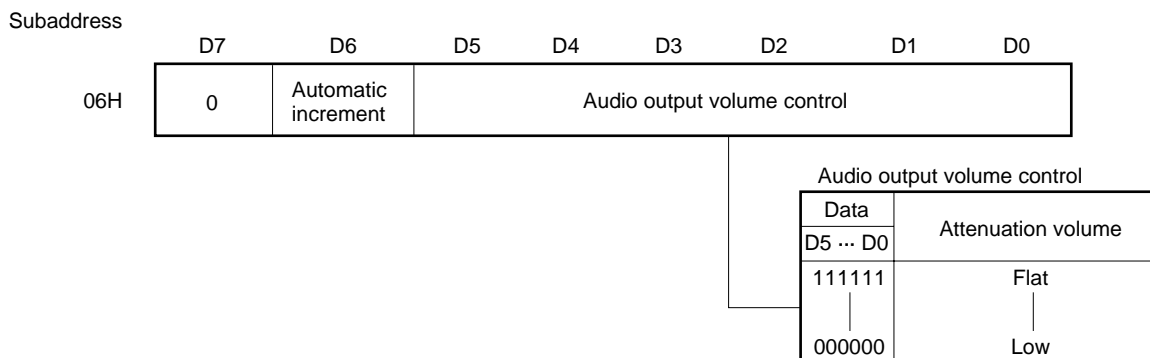 Subaddress
D7 D6 D5 D4 D3 D2 D1 D0
06H 0 Automatic increment Audio output volume control
Audio output volume control
Data Attenuation volume
D5 ··· D0
111111 Flat
000000 Low